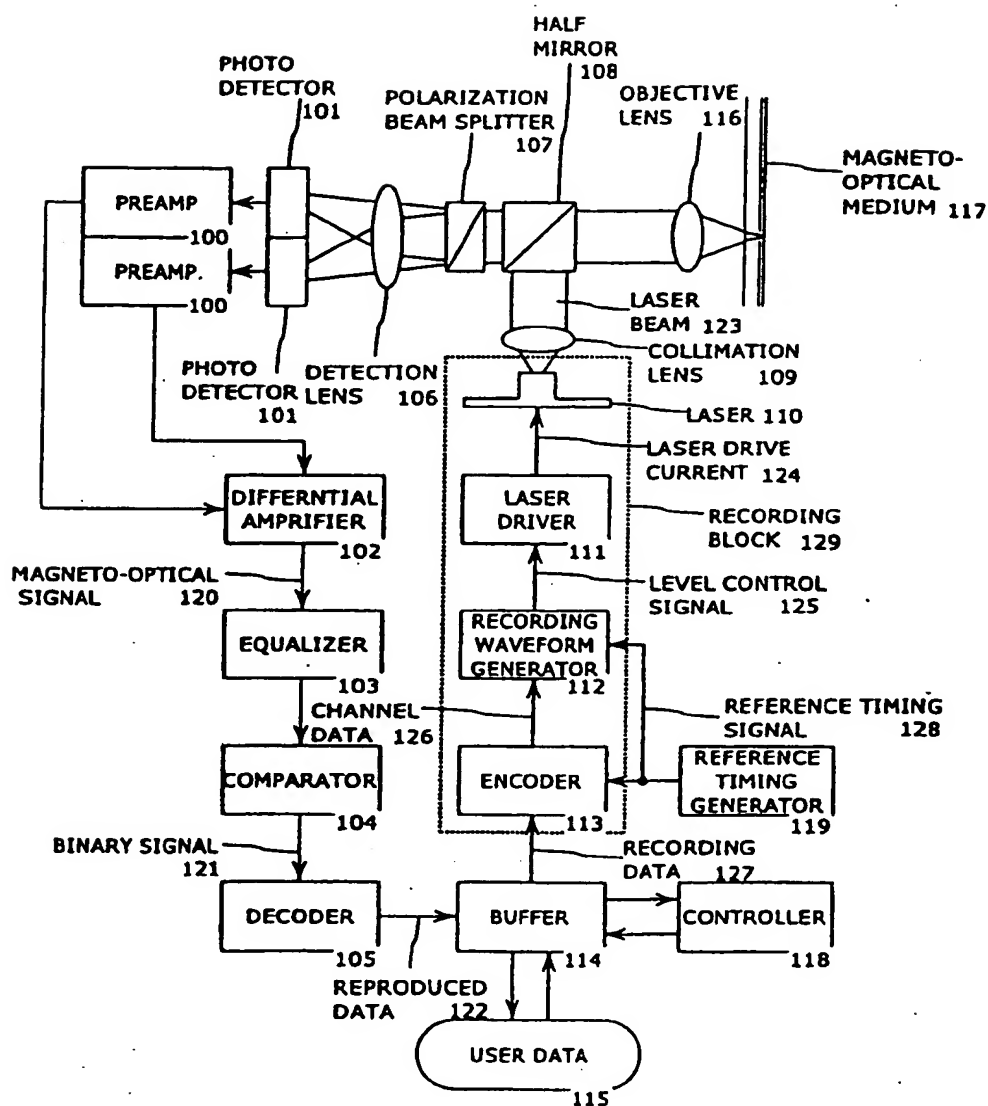 HALF
MIRROR
108
PHOTO
DETECTOR
101
POLARIZATION
BEAM SPLITTER
107
OBJECTIVE
LENS
116
MAGNETO-
OPTICAL
MEDIUM 117
PREAMP
100
PREAMP.
100
LASER
BEAM 123
COLLIMATION
LENS
109
PHOTO
DETECTOR
101
DETECTION
LENS
106
LASER 110
LASER DRIVE
CURRENT 124
DIFFERNTIAL
AMPRIFIER
102
LASER
DRIVER
111
RECORDING
BLOCK 129
MAGNETO-OPTICAL
SIGNAL 120
LEVEL CONTROL
SIGNAL 125
EQUALIZER
103
RECORDING
WAVEFORM
GENERATOR
112
CHANNEL
DATA 126
REFERENCE TIMING
SIGNAL 128
COMPARATOR
104
ENCODER
113
REFERENCE
TIMING
GENERATOR
119
BINARY SIGNAL
121
RECORDING
DATA 127
DECODER
105
BUFFER
114
CONTROLLER
118
REPRODUCED
DATA 122
USER DATA
115